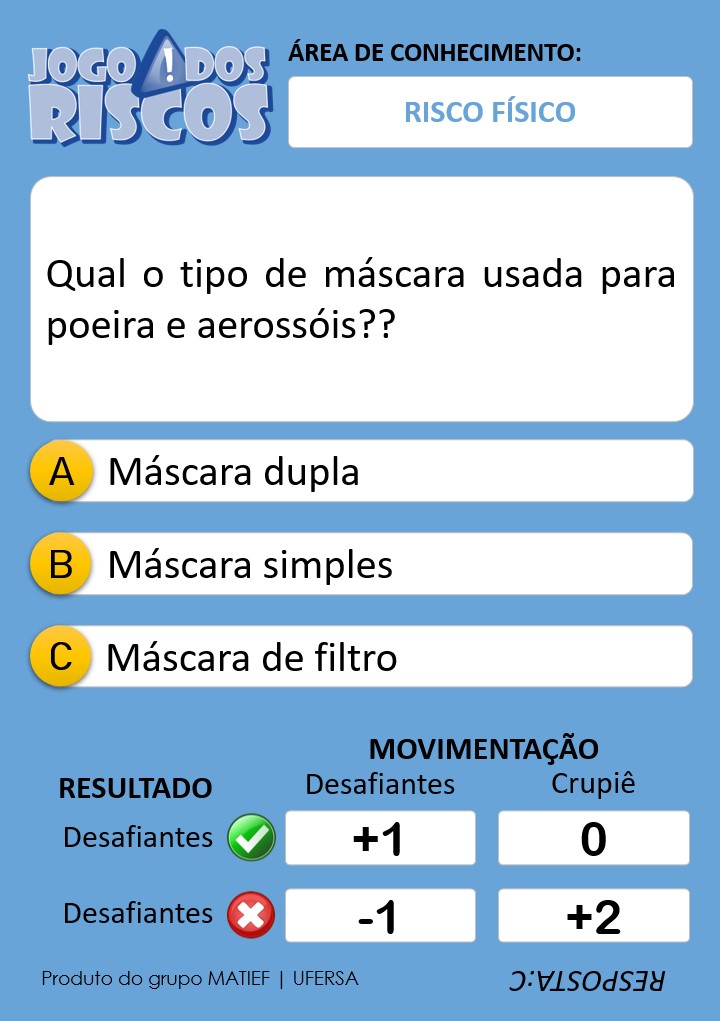 JOGO DOS
RISCOS
ÁREA DE CONHECIMENTO:
RISCO FÍSICO
Qual o tipo de máscara usada para
poeira e aerossóis??
A Máscara dupla
B Máscara simples
C Máscara de filtro
MOVIMENTAÇÃO
RESULTADO Desafiantes Crupiê
Desafiantes +1 0
Desafiantes -1 +2
Produto do grupo MATIEF | UFERSA
RESPOSTA:C